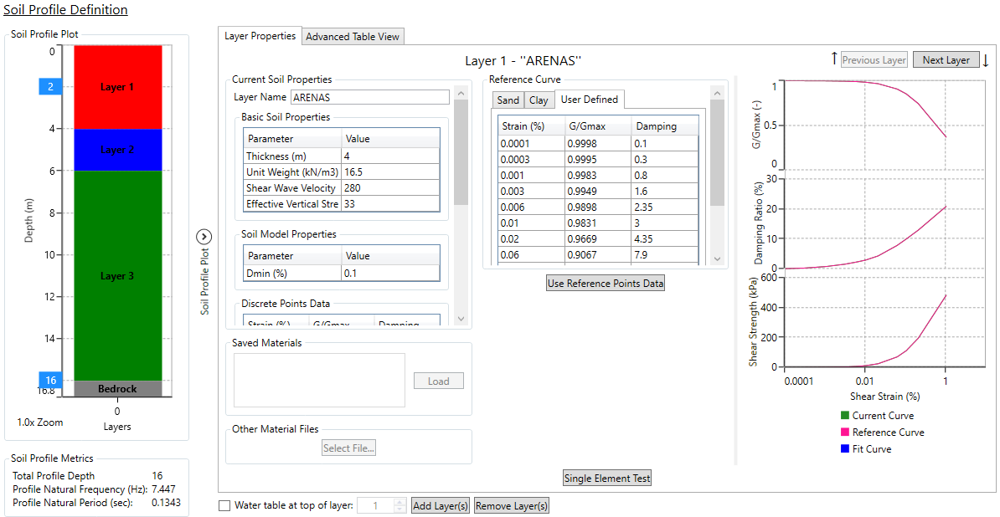 Soil Profile Definition
Soil Profile Plot
0
2
4
6
8
10
12
14
16
16.8
Depth (m)
Layer 1
Layer 2
Layer 3
Bedrock
0
1.0x Zoom
Layers
Soil Profile Metrics
Total Profile Depth 16
Profile Natural Frequency (Hz): 7.447
Profile Natural Period (sec): 0.1343
Soil Profile Plot
Layer Properties Advanced Table View
Layer 1 - "ARENAS"
↑ Previous Layer Next Layer ↓
Current Soil Properties
Layer Name ARENAS
Basic Soil Properties
Parameter Value
Thickness (m) 4
Unit Weight (kN/m3) 16.5
Shear Wave Velocity 280
Effective Vertical Stre 33
Soil Model Properties
Parameter Value
Dmin (%) 0.1
Discrete Points Data
Strain (%) G/Gmax Damping
Saved Materials
Load
Other Material Files
Select File...
Reference Curve
Sand Clay User Defined
Strain (%) G/Gmax Damping
0.0001 0.9998 0.1
0.0003 0.9995 0.3
0.001 0.9983 0.8
0.003 0.9949 1.6
0.006 0.9898 2.35
0.01 0.9831 3
0.02 0.9669 4.35
0.06 0.9067 7.9
Use Reference Points Data
Single Element Test
G/Gmax (-)
1
0.5
0
Damping Ratio (%)
30
20
10
0
Shear Strength (kPa)
600
400
200
0
0.0001 0.01 1
Shear Strain (%)
Current Curve
Reference Curve
Fit Curve
Water table at top of layer: 1 Add Layer(s) Remove Layer(s)